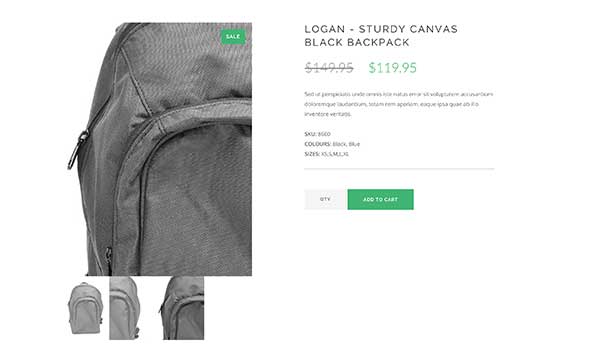 SALE
LOGAN - STURDY CANVAS
BLACK BACKPACK
$149.95 $119.95
Sed ut perspiciatis unde omnis iste natus error sit voluptatem accusantium
doloremque laudantium, totam rem aperiam, eaque ipsa quae ab illo
inventore veritatis.
SKU: B660
COLOURS: Black, Blue
SIZES: XS,S,M,L,XL
QTY
ADD TO CART